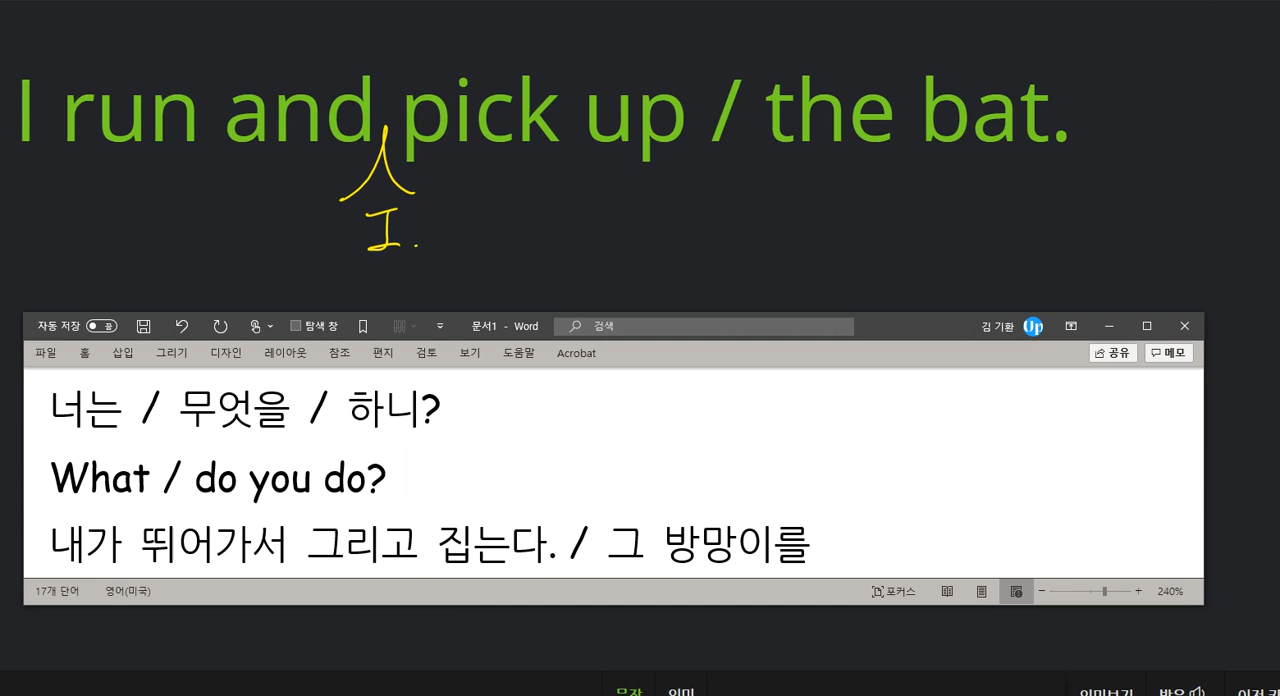 I run and pick up / the bat.
I.
자동 저장 끔 탐색 창 문서1 - Word 검색 김 기환 Up
파일 홈 삽입 그리기 디자인 레이아웃 참조 편지 검토 보기 도움말 Acrobat 공유 메모
너는 / 무엇을 / 하니?
What / do you do?
내가 뛰어가서 그리고 집는다. / 그 방망이를
17개 단어 영어(미국) 포커스 240%